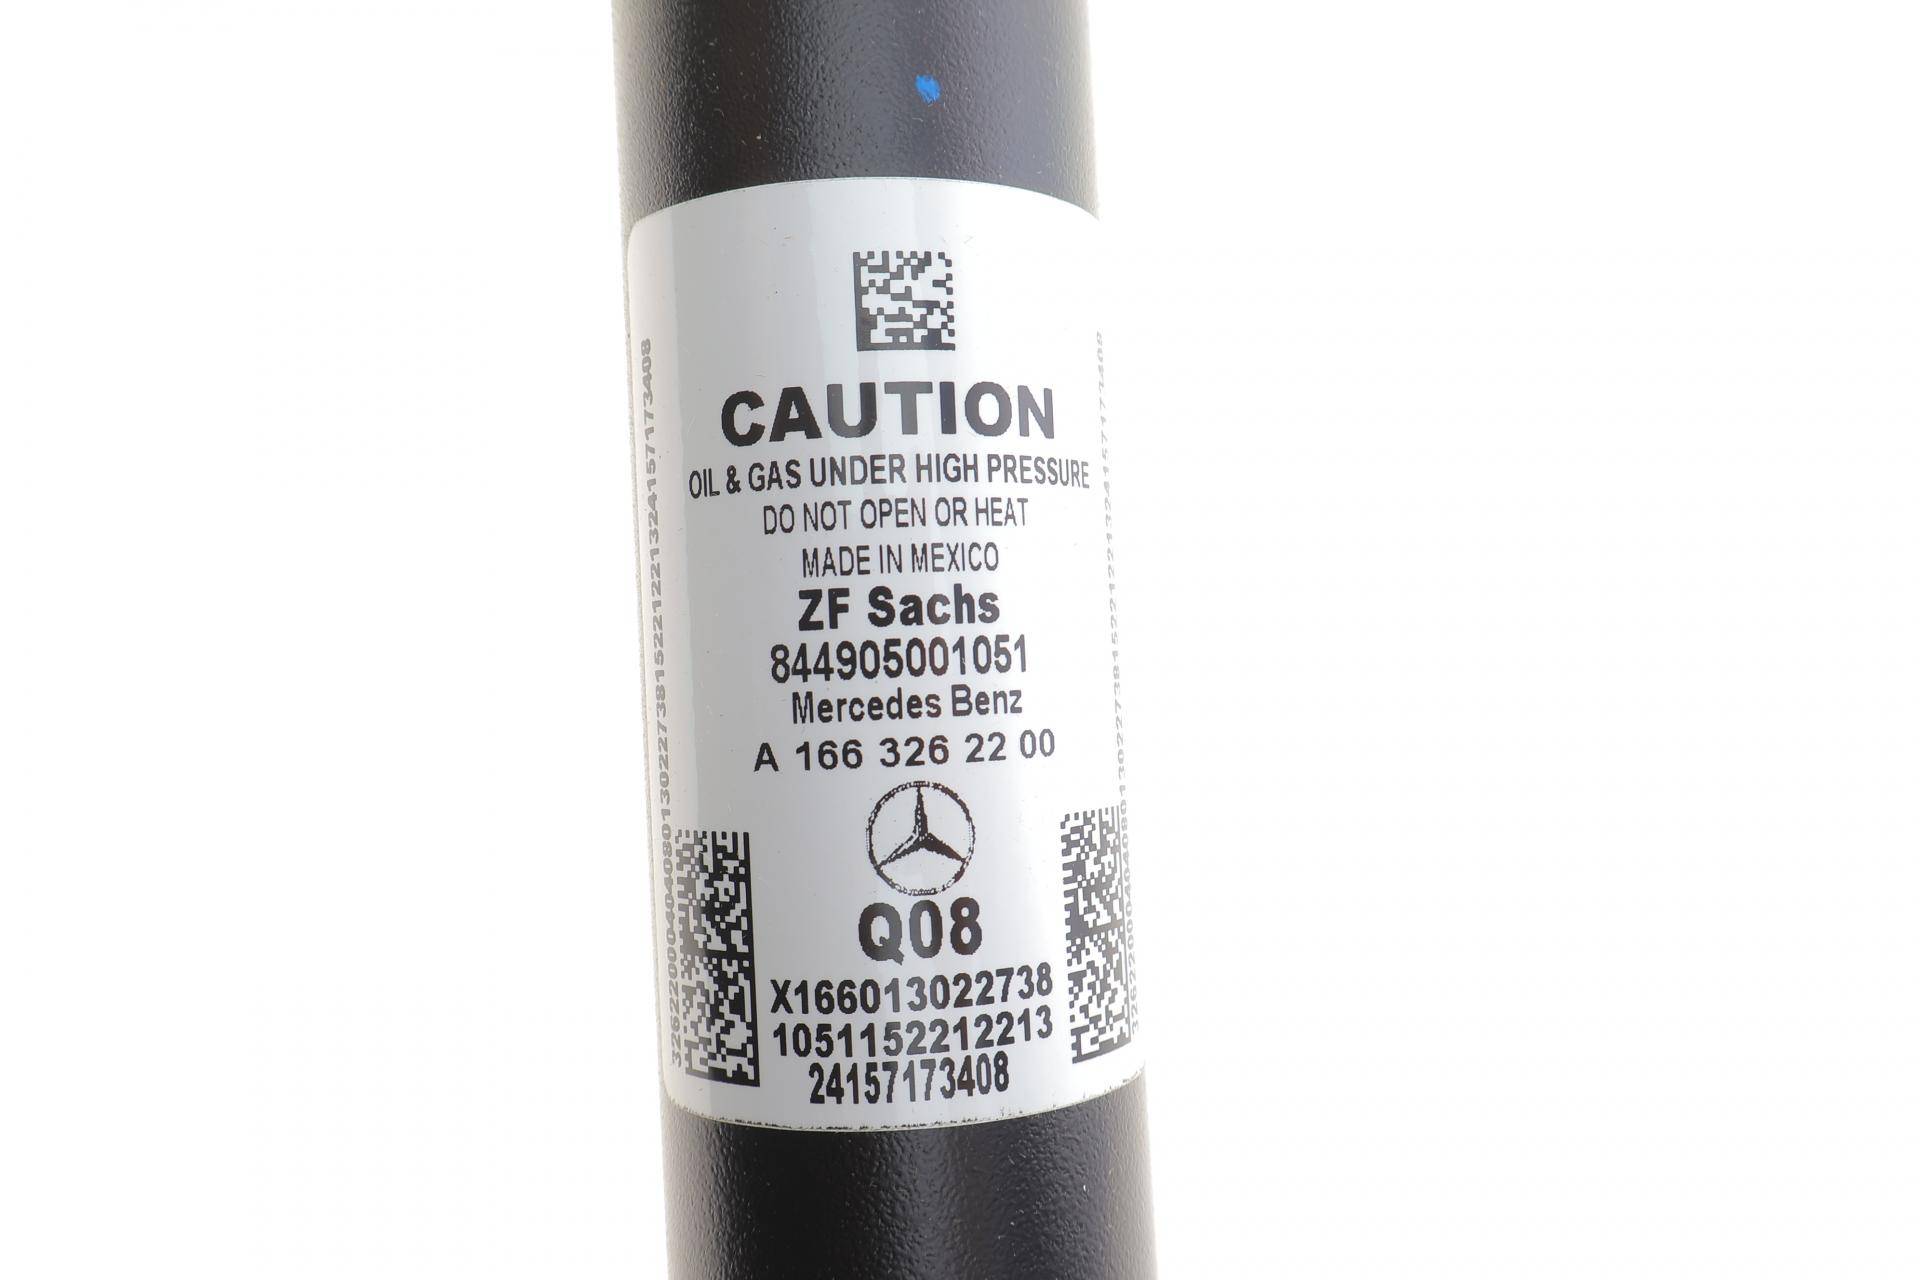 CAUTION
OIL & GAS UNDER HIGH PRESSURE
DO NOT OPEN OR HEAT
MADE IN MEXICO
ZF Sachs
844905001051
Mercedes Benz
A 166 326 22 00
Q08
X166013022738
1051152212213
24157173408